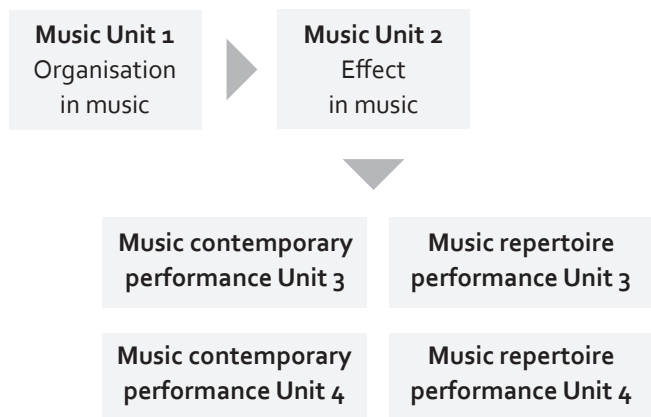 Music Unit 1
Organisation
in music
Music Unit 2
Effect
in music
Music contemporary
performance Unit 3
Music repertoire
performance Unit 3
Music contemporary
performance Unit 4
Music repertoire
performance Unit 4